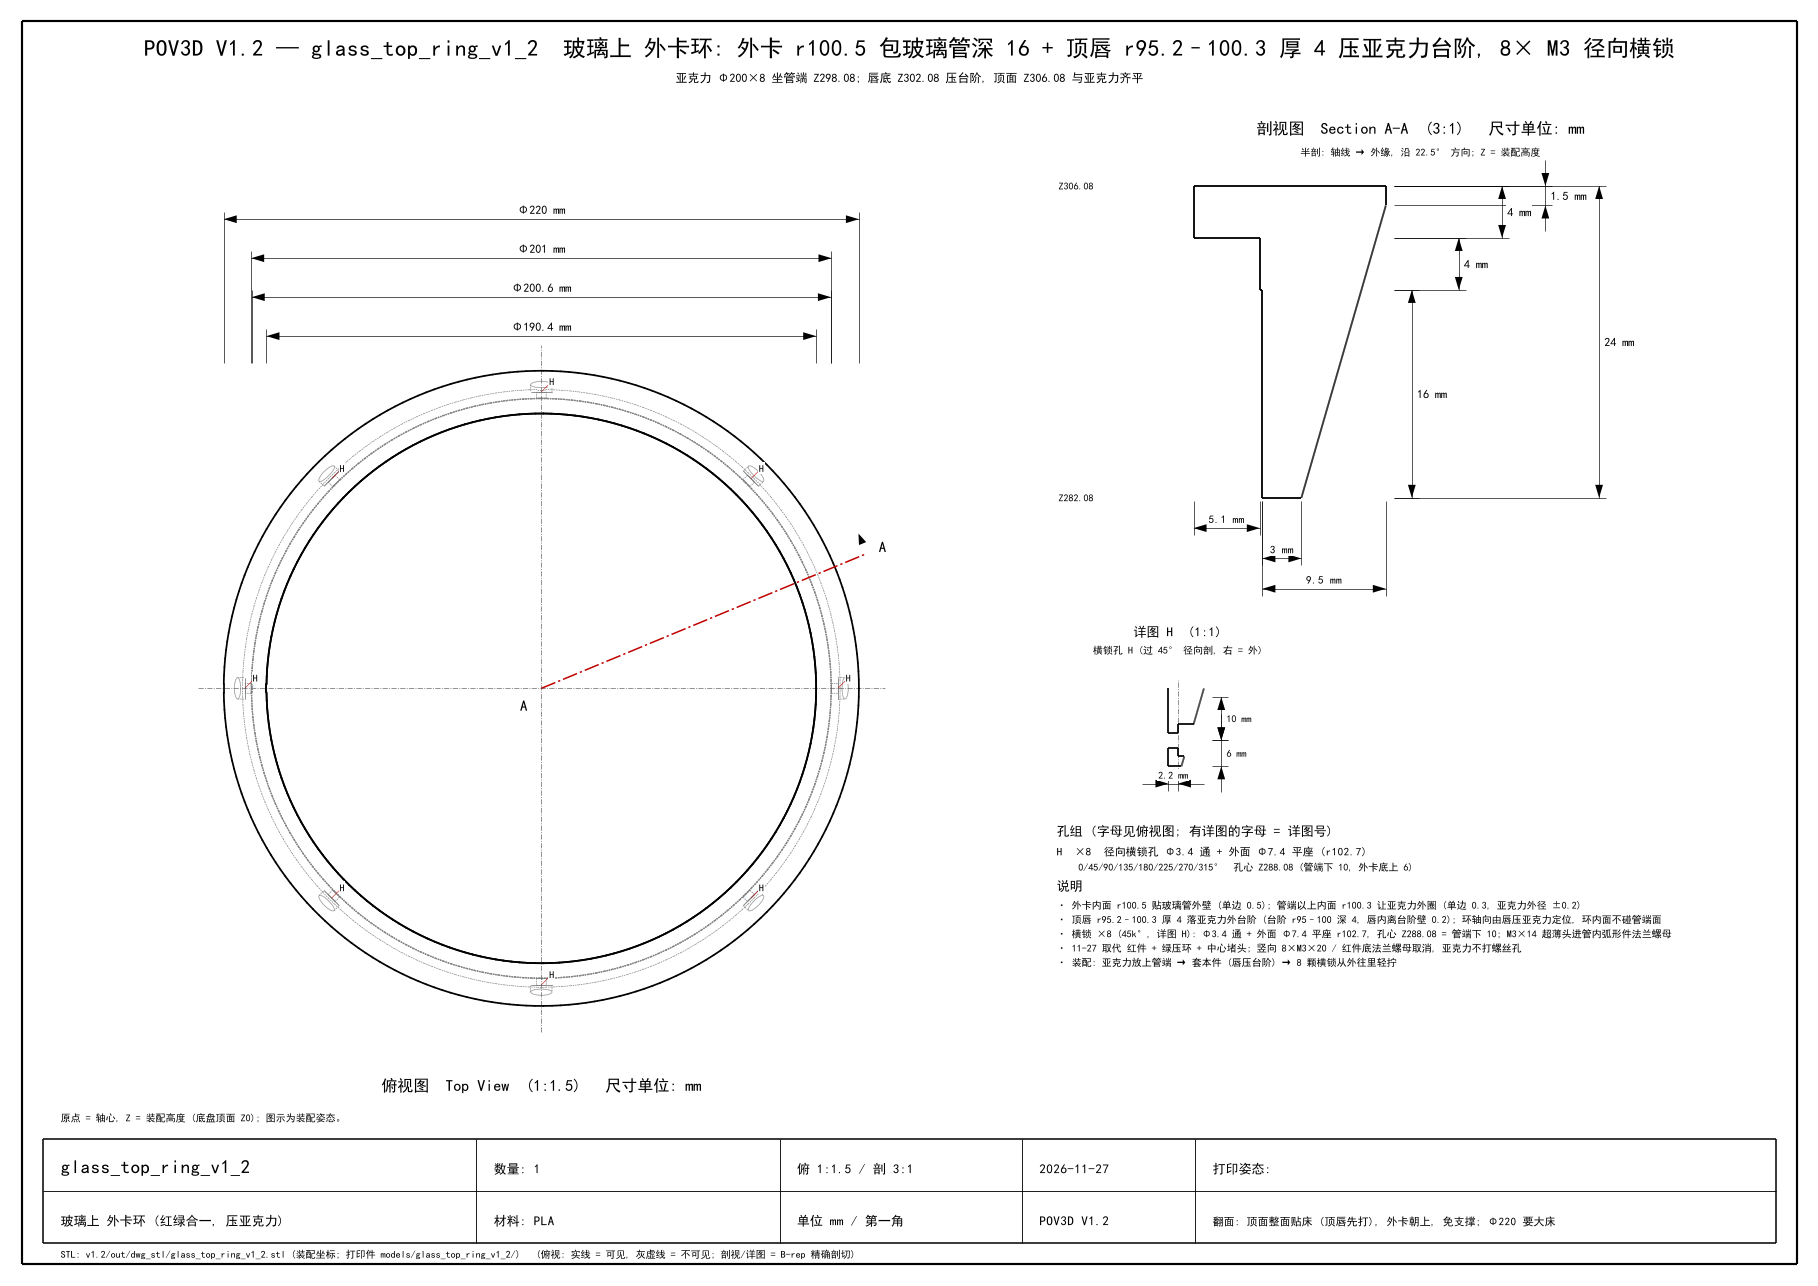 POV3D V1.2 — glass_top_ring_v1_2  玻璃上 外卡环: 外卡 r100.5 包玻璃管深 16 + 顶唇 r95.2–100.3 厚 4 压亚克力台阶, 8× M3 径向横锁
亚克力 Φ200×8 坐管端 Z298.08; 唇底 Z302.08 压台阶, 顶面 Z306.08 与亚克力齐平
剖视图  Section A-A  (3:1)   尺寸单位: mm
半剖: 轴线 → 外缘, 沿 22.5° 方向; Z = 装配高度
Z306.08
1.5 mm
4 mm
4 mm
24 mm
16 mm
Z282.08
5.1 mm
3 mm
9.5 mm
Φ220 mm
Φ201 mm
Φ200.6 mm
Φ190.4 mm
H
H
H
H
H
H
H
H
A
A
详图 H  (1:1)
横锁孔 H (过 45° 径向剖, 右 = 外)
10 mm
6 mm
2.2 mm
孔组 (字母见俯视图; 有详图的字母 = 详图号)
H  ×8  径向横锁孔 Φ3.4 通 + 外面 Φ7.4 平座 (r102.7)
0/45/90/135/180/225/270/315°  孔心 Z288.08 (管端下 10, 外卡底上 6)
说明
· 外卡内面 r100.5 贴玻璃管外壁 (单边 0.5); 管端以上内面 r100.3 让亚克力外圈 (单边 0.3, 亚克力外径 ±0.2)
· 顶唇 r95.2–100.3 厚 4 落亚克力外台阶 (台阶 r95–100 深 4, 唇内离台阶壁 0.2); 环轴向由唇压亚克力定位, 环内面不碰管端面
· 横锁 ×8 (45k°, 详图 H): Φ3.4 通 + 外面 Φ7.4 平座 r102.7, 孔心 Z288.08 = 管端下 10; M3×14 超薄头进管内弧形件法兰螺母
· 11-27 取代 红件 + 绿压环 + 中心堵头; 竖向 8×M3×20 / 红件底法兰螺母取消, 亚克力不打螺丝孔
· 装配: 亚克力放上管端 → 套本件 (唇压台阶) → 8 颗横锁从外往里轻拧
俯视图  Top View  (1:1.5)   尺寸单位: mm
原点 = 轴心, Z = 装配高度 (底盘顶面 Z0); 图示为装配姿态。
glass_top_ring_v1_2
数量: 1
俯 1:1.5 / 剖 3:1
2026-11-27
打印姿态:
玻璃上 外卡环 (红绿合一, 压亚克力)
材料: PLA
单位 mm / 第一角
POV3D V1.2
翻面: 顶面整面贴床 (顶唇先打), 外卡朝上, 免支撑; Φ220 要大床
STL: v1.2/out/dwg_stl/glass_top_ring_v1_2.stl (装配坐标; 打印件 models/glass_top_ring_v1_2/)   (俯视: 实线 = 可见, 灰虚线 = 不可见; 剖视/详图 = B-rep 精确剖切)